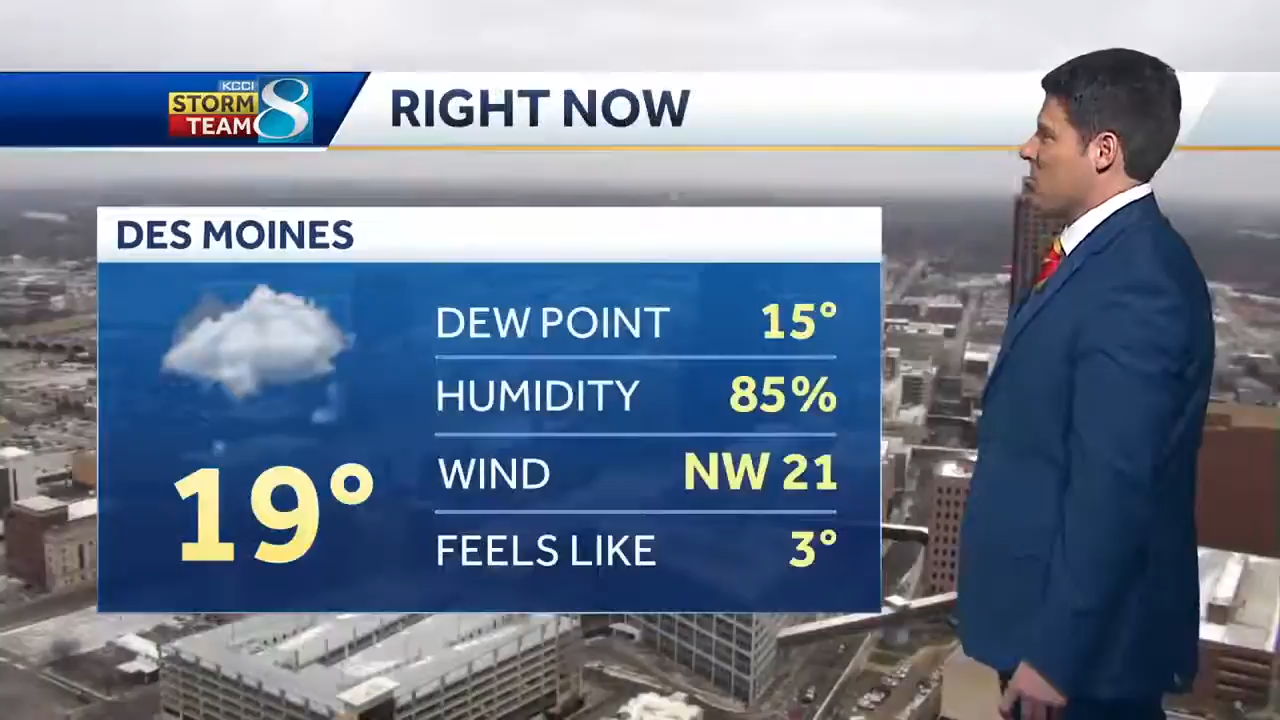 KCCI
STORM
TEAM 8
RIGHT NOW
DES MOINES
DEW POINT 15°
HUMIDITY 85%
WIND NW 21
FEELS LIKE 3°
19°